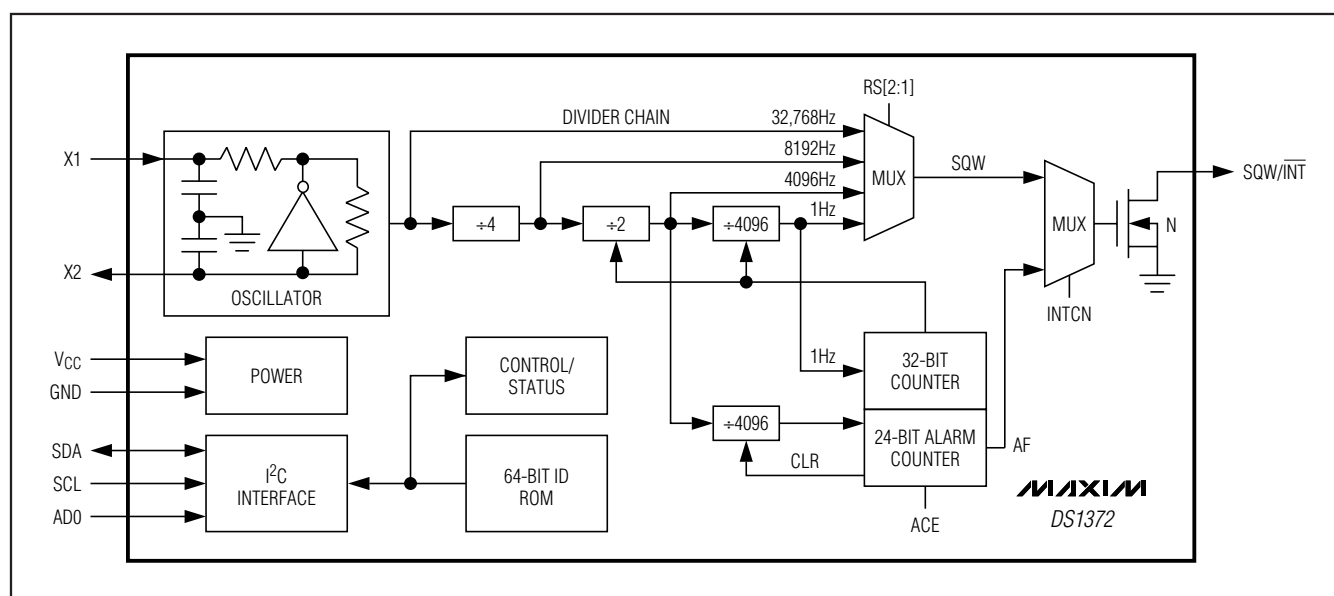 RS[2:1]
DIVIDER CHAIN
32,768Hz
8192Hz
4096Hz
1Hz
MUX
SQW
MUX
N
SQW/INT
INTCN
X1
X2
OSCILLATOR
÷4
÷2
÷4096
1Hz
32-BIT
COUNTER
÷4096
CLR
24-BIT ALARM
COUNTER
AF
ACE
VCC
GND
POWER
CONTROL/
STATUS
SDA
SCL
AD0
I2C
INTERFACE
64-BIT ID
ROM
MAXIM
DS1372